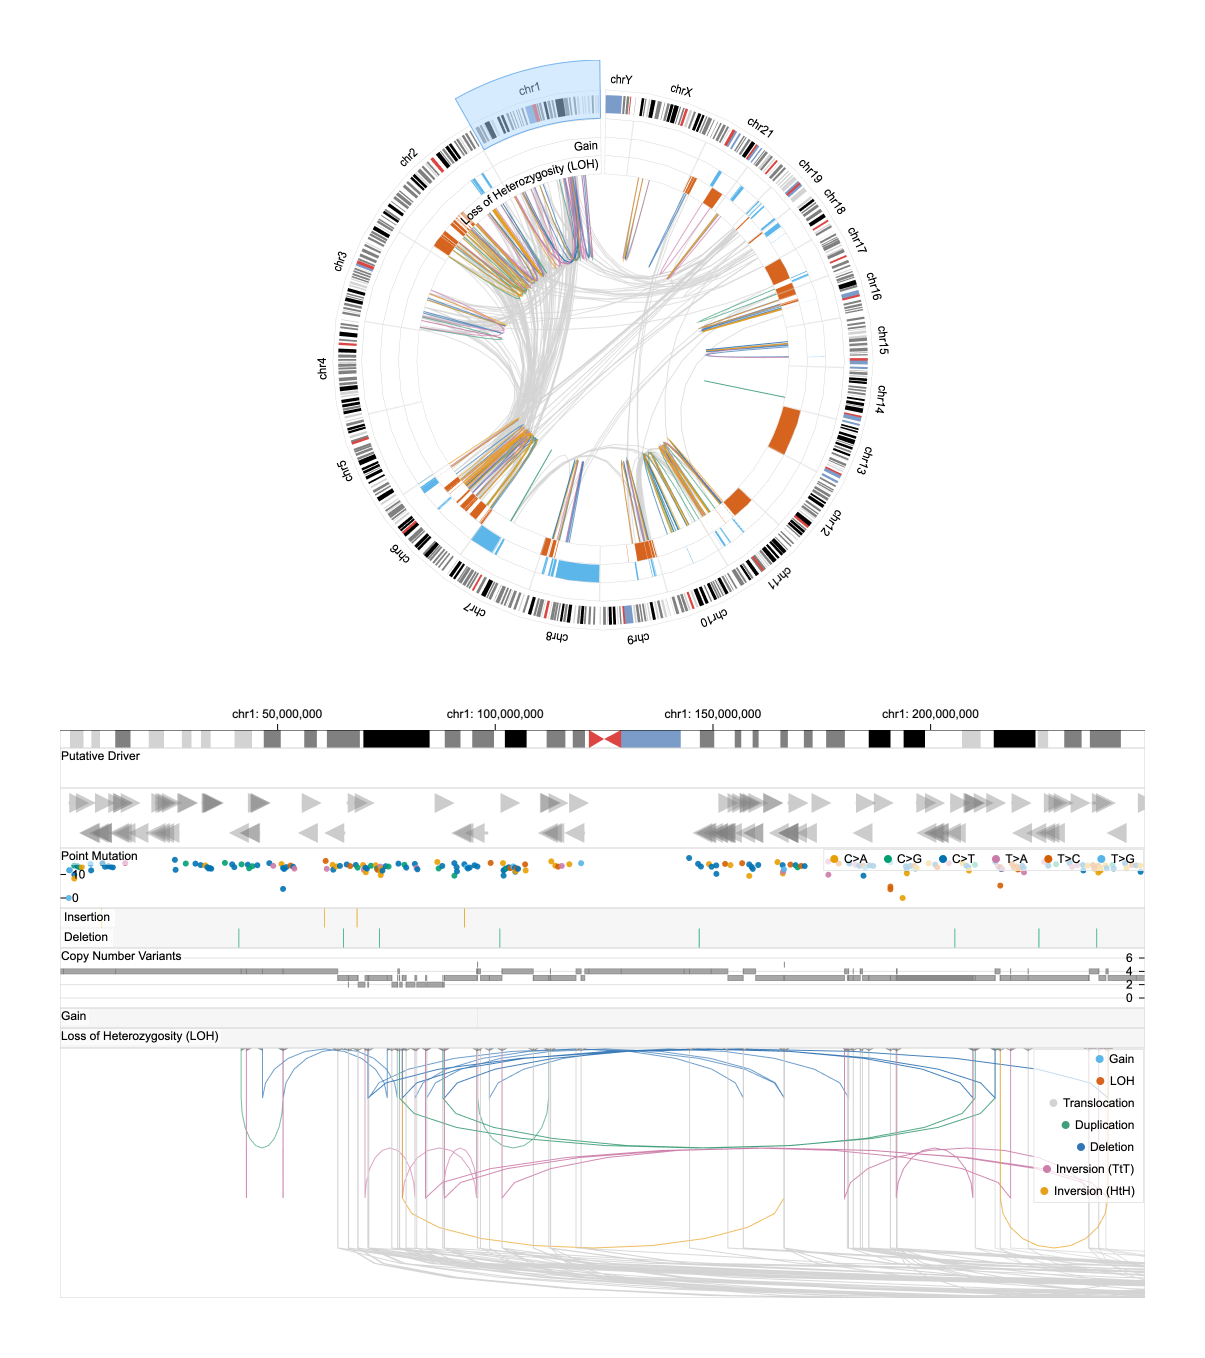 chr1
chrY
chrX
chr21
chr19
chr18
chr17
chr16
chr15
chr14
chr13
chr12
chr11
chr10
chr9
chr8
chr7
chr6
chr5
chr4
chr3
chr2
Gain
Loss of Heterozygosity (LOH)
chr1: 50,000,000 chr1: 100,000,000 chr1: 150,000,000 chr1: 200,000,000
Putative Driver
Point Mutation
C>A C>G C>T T>A T>C T>G
10
0
Insertion
Deletion
Copy Number Variants
6
4
2
0
Gain
Loss of Heterozygosity (LOH)
Gain
LOH
Translocation
Duplication
Deletion
Inversion (TtT)
Inversion (HtH)